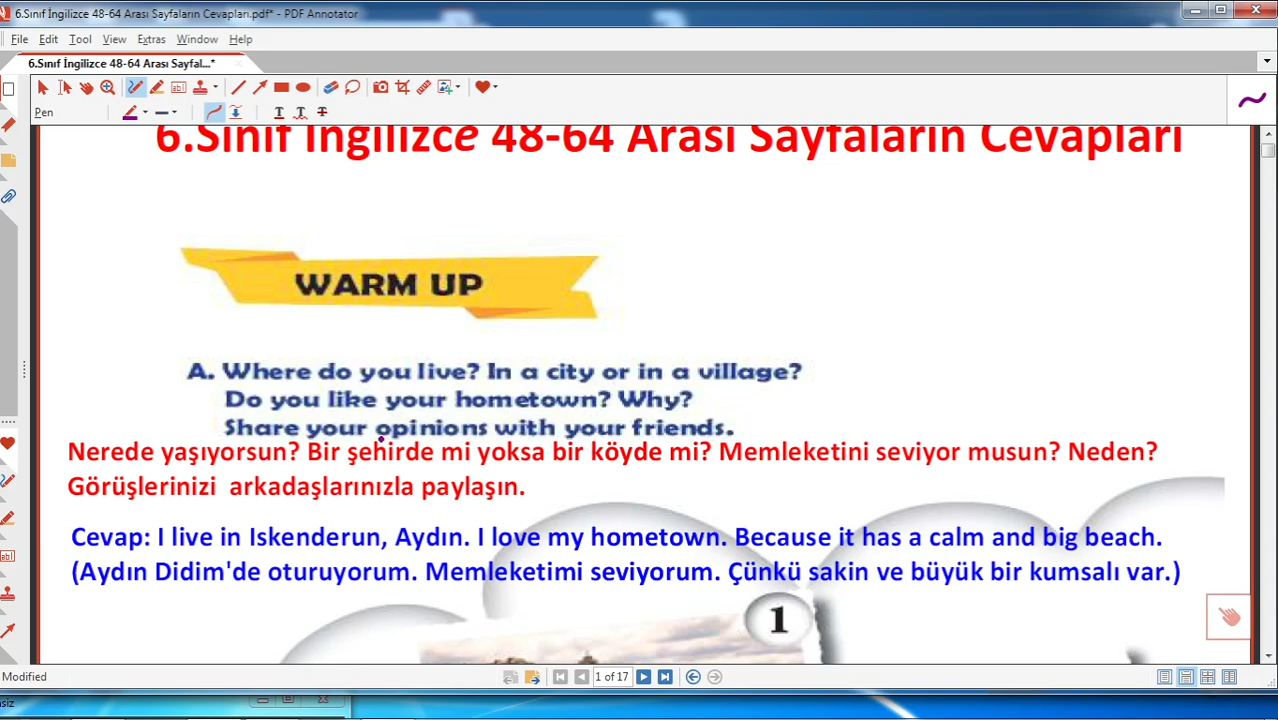 6.Sınıf İngilizce 48-64 Arası Sayfaların Cevapları.pdf* - PDF Annotator
File Edit Tool View Extras Window Help
6.Sınıf İngilizce 48-64 Arası Sayfal...*
Pen
6.Sınıf İngilizce 48-64 Arası Sayfaların Cevapları
WARM UP
A. Where do you live? In a city or in a village?
Do you like your hometown? Why?
Share your opinions with your friends.
Nerede yaşıyorsun? Bir şehirde mi yoksa bir köyde mi? Memleketini seviyor musun? Neden?
Görüşlerinizi arkadaşlarınızla paylaşın.
Cevap: I live in Iskenderun, Aydın. I love my hometown. Because it has a calm and big beach.
(Aydın Didim'de oturuyorum. Memleketimi seviyorum. Çünkü sakin ve büyük bir kumsalı var.)
1
Modified
1 of 17